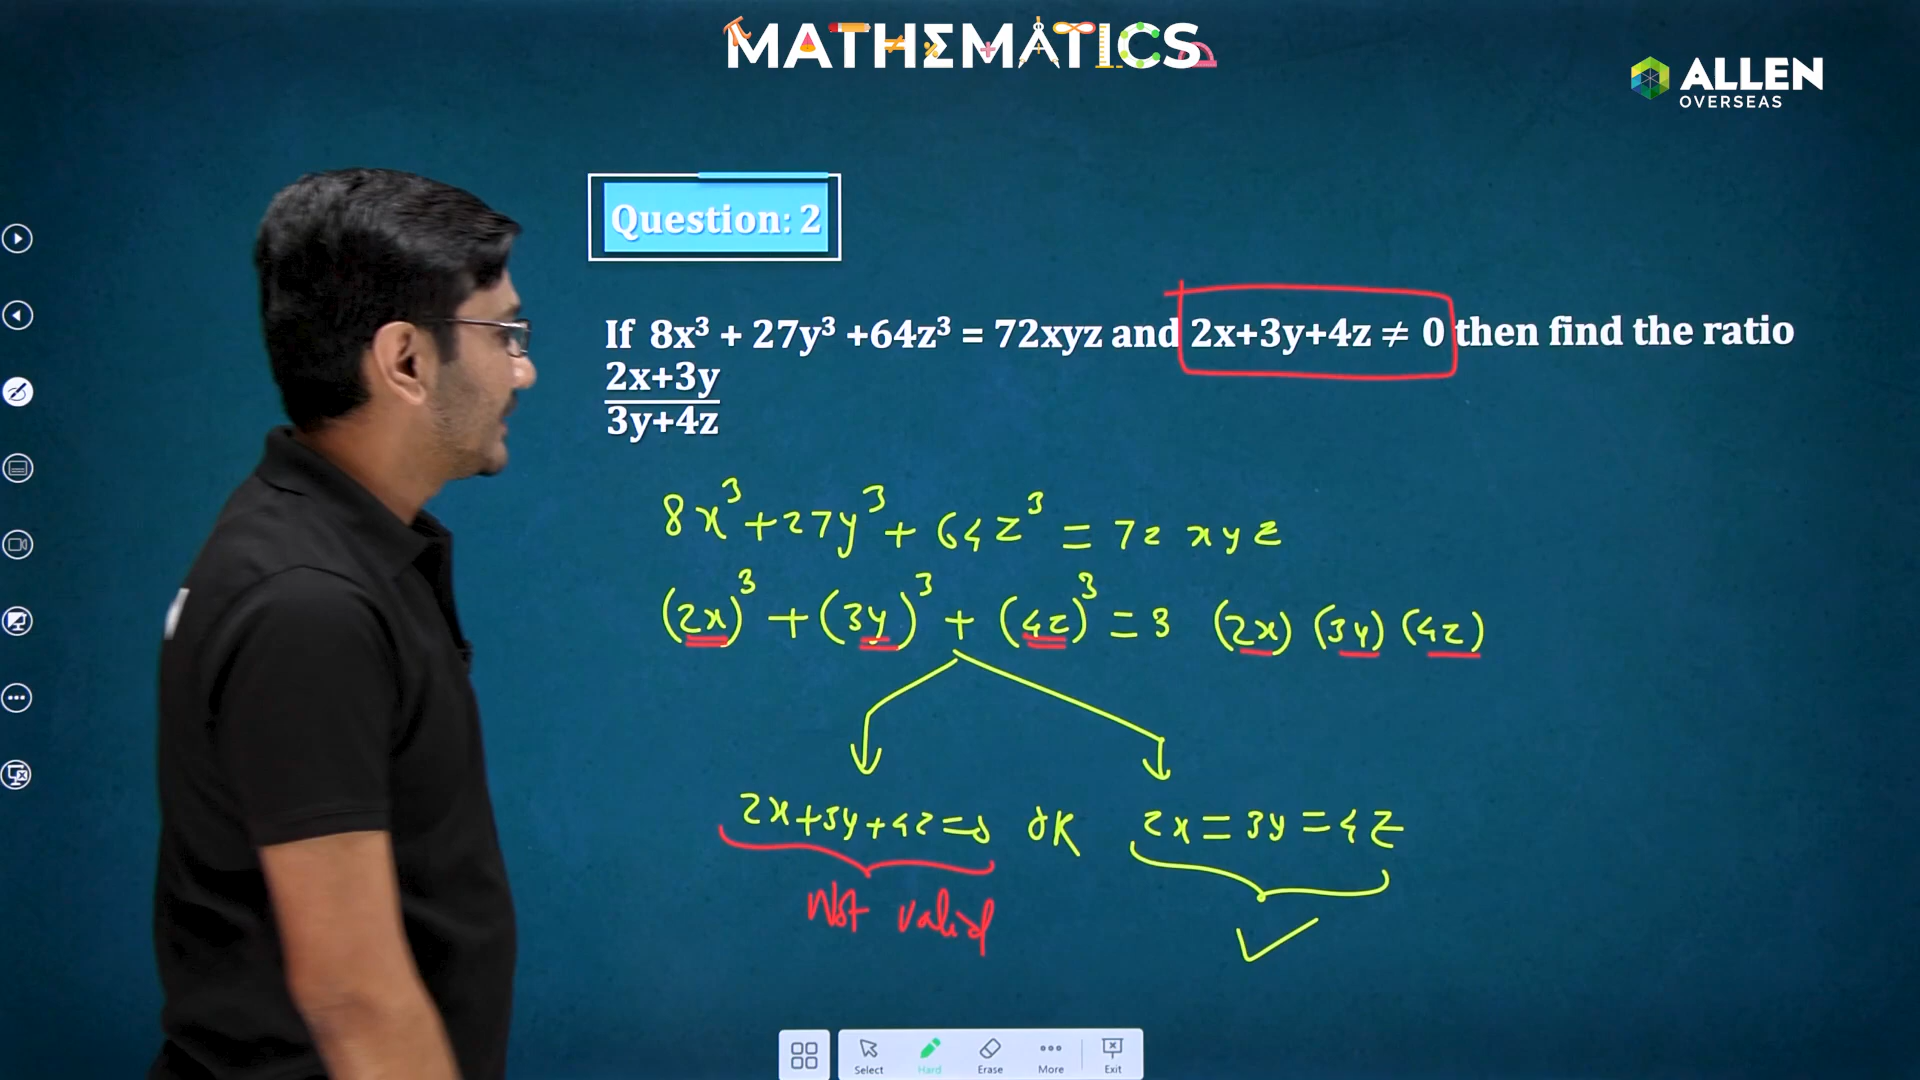 MATHEMATICS
ALLEN
OVERSEAS
Question: 2
If 8x³ + 27y³ +64z³ = 72xyz and 2x+3y+4z ≠ 0 then find the ratio
2x+3y
3y+4z
8x³+27y³+64z³ = 72 xyz
(2x)³ + (3y)³ + (4z)³ = 3 (2x) (3y) (4z)
2x+3y+4z=0 OR 2x=3y=4z
Not valid
Select Hard Erase More Exit